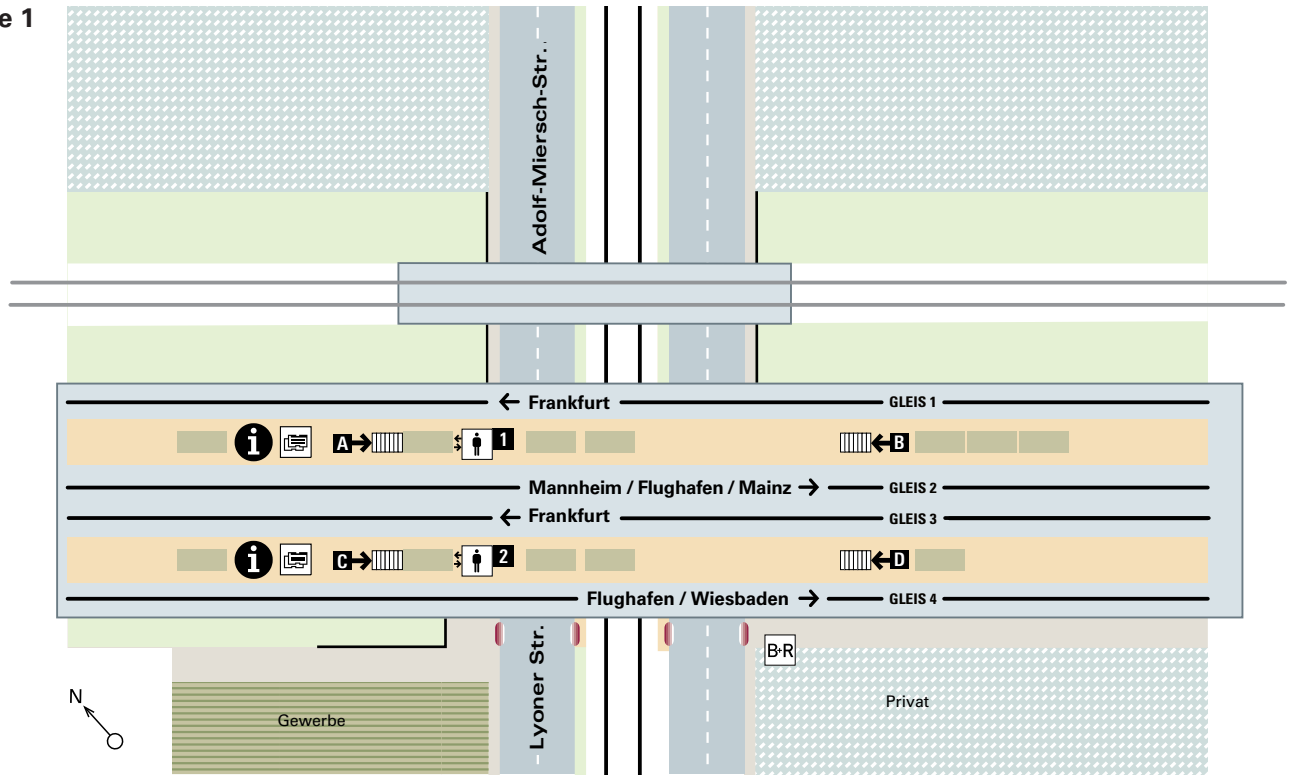 e 1
Adolf-Miersch-Str.
Frankfurt GLEIS 1
i A 1 B
Mannheim / Flughafen / Mainz GLEIS 2
Frankfurt GLEIS 3
i C 2 D
Flughafen / Wiesbaden GLEIS 4
Lyoner Str.
B+R
N
Privat
Gewerbe